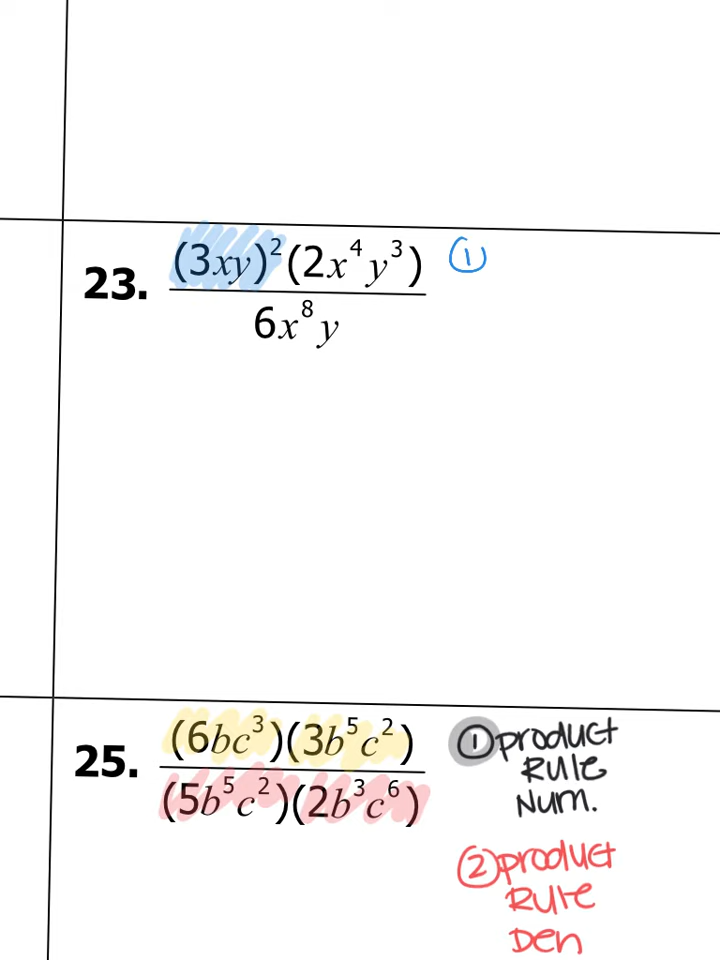 23. (3xy)²(2x⁴y³) ①
6x⁸y
25. (6bc³)(3b⁵c²) ① product
(5b⁵c²)(2b³c⁶) RULE
NUM.
② product
RULE
Den